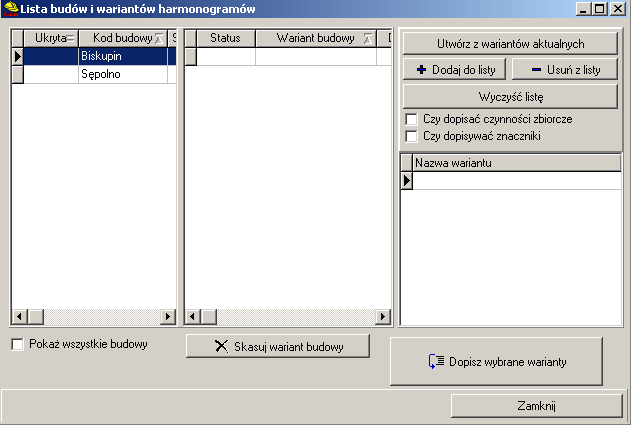 Lista budów i wariantów harmonogramów
Ukryta Kod budowy S
Biskupin
Sępolno
Status Wariant budowy
Utwórz z wariantów aktualnych
Dodaj do listy
Usuń z listy
Wyczyść listę
Czy dopisać czynności zbiorcze
Czy dopisywać znaczniki
Nazwa wariantu
Pokaż wszystkie budowy
Skasuj wariant budowy
Dopisz wybrane warianty
Zamknij